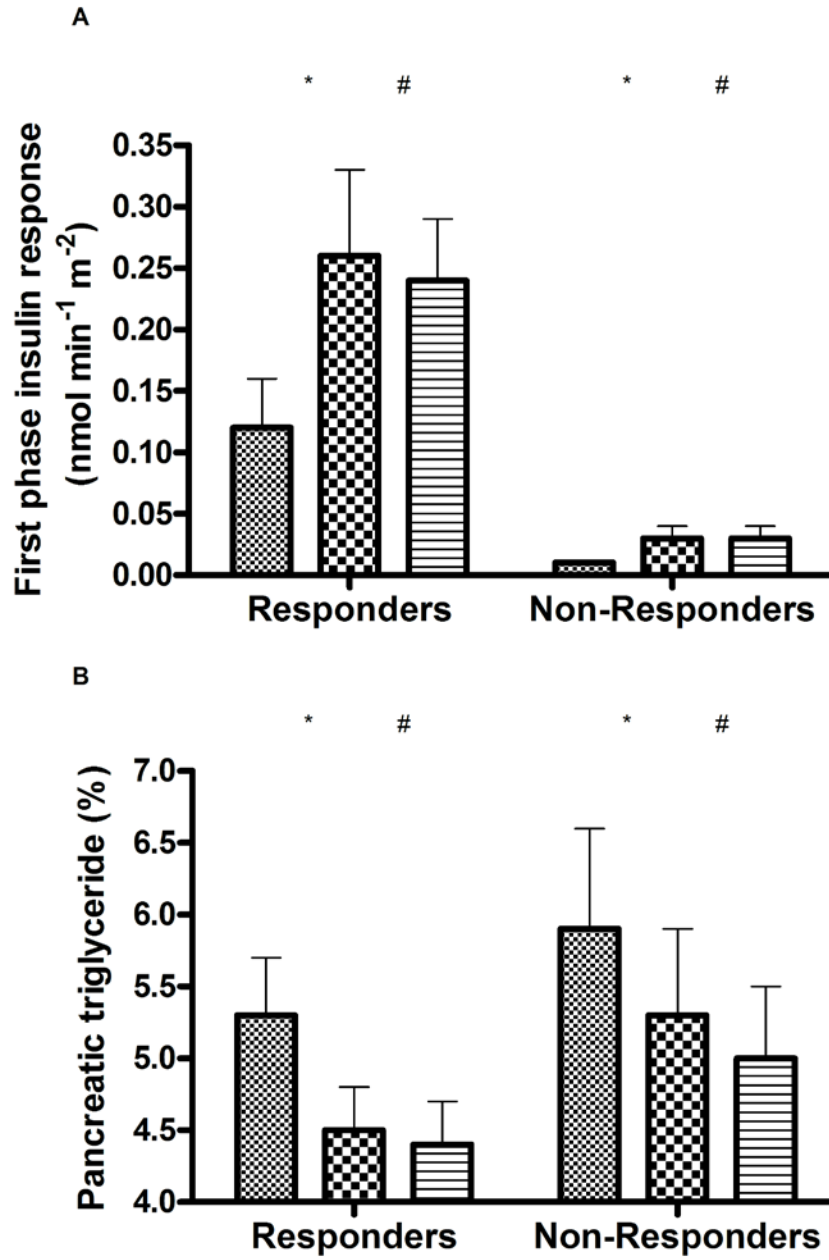 A
* # * #
First phase insulin response
(nmol min⁻¹ m⁻²)
0.35
0.30
0.25
0.20
0.15
0.10
0.05
0.00
Responders Non-Responders
B
* # * #
Pancreatic triglyceride (%)
7.0
6.5
6.0
5.5
5.0
4.5
4.0
Responders Non-Responders